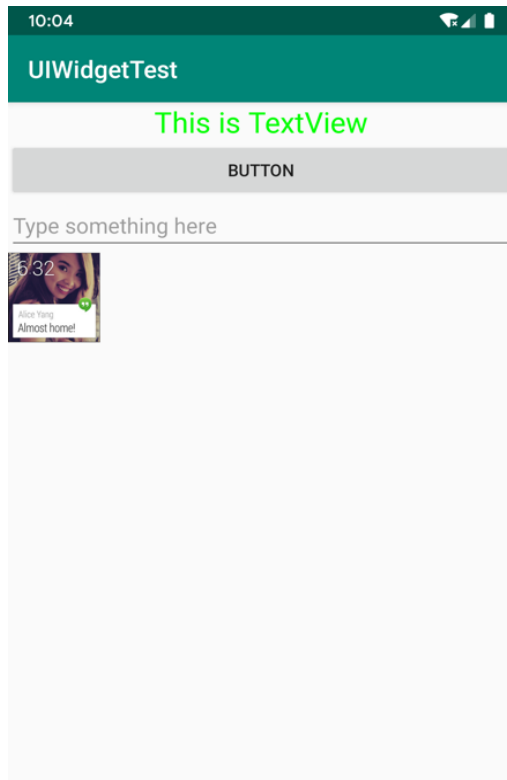 10:04
UIWidgetTest
This is TextView
BUTTON
Type something here
6:32
Alice Yang
Almost home!